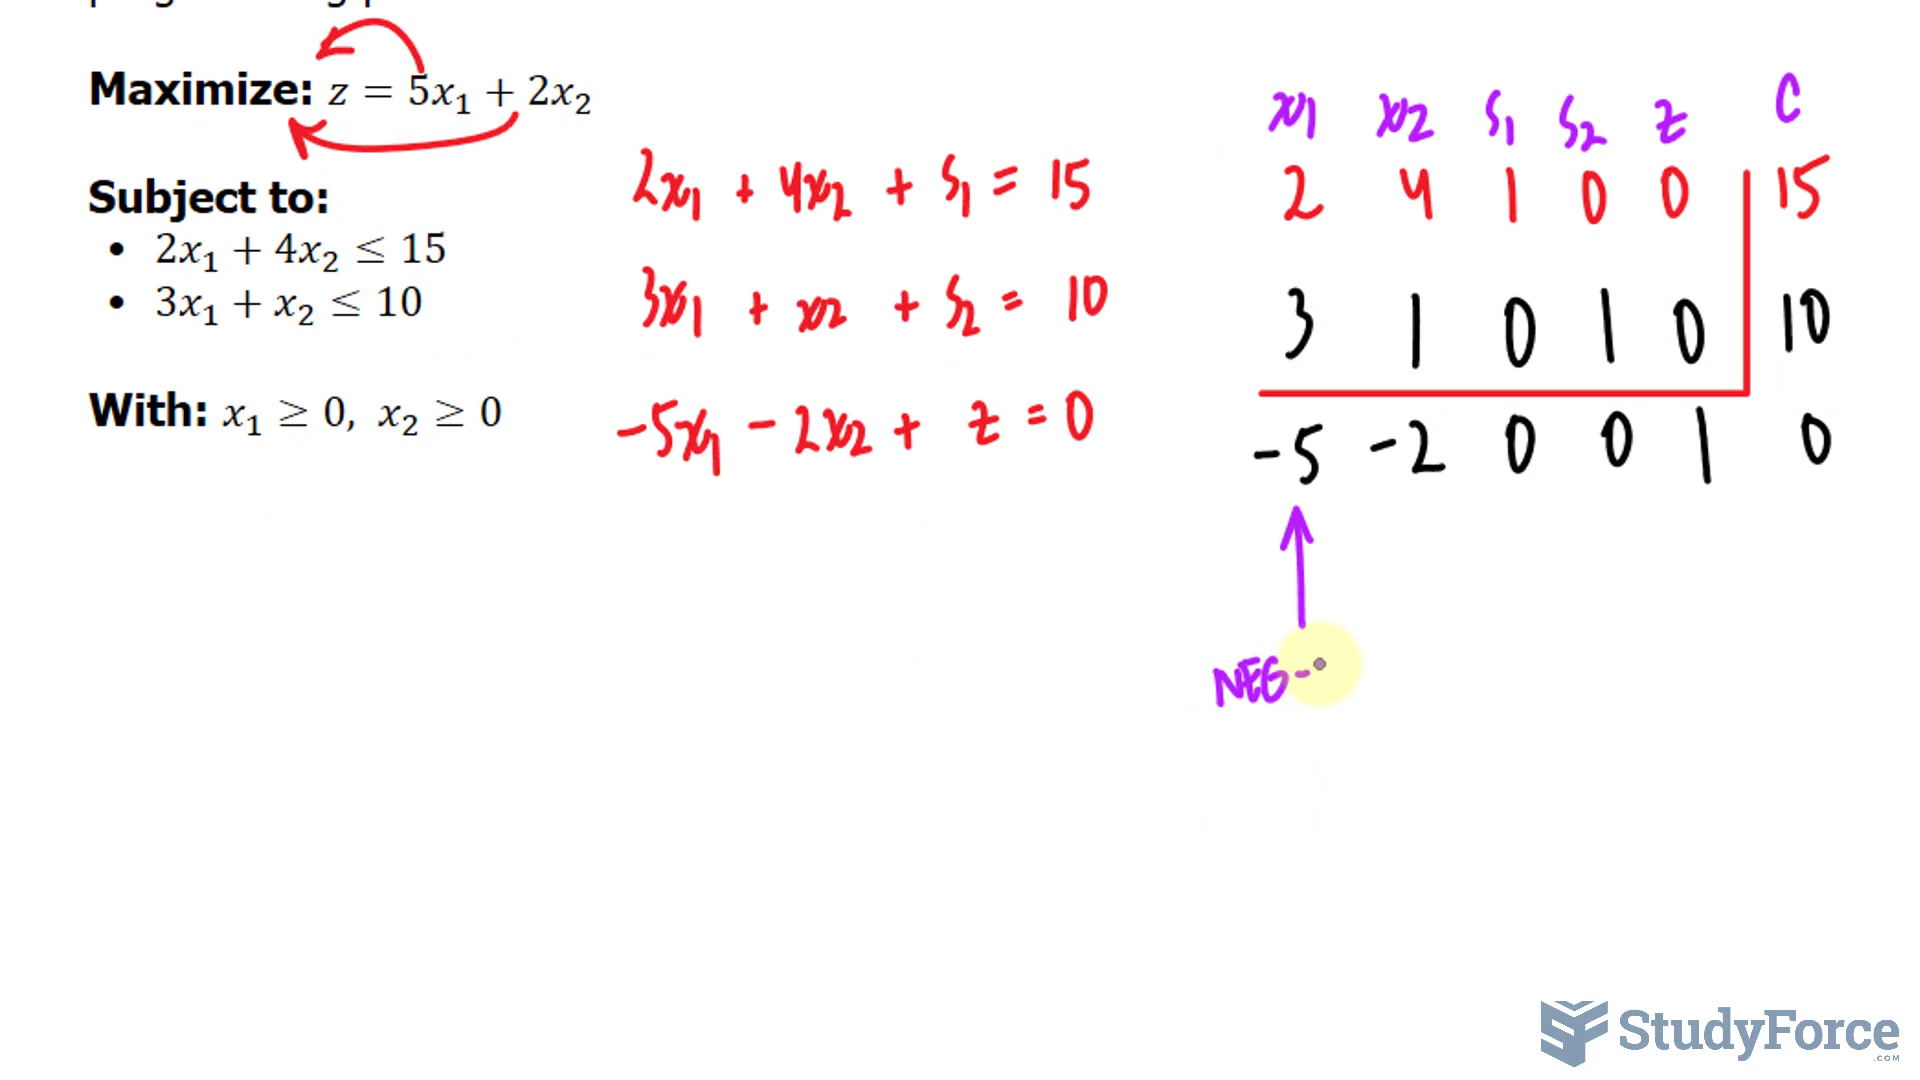 Maximize: z = 5x₁ + 2x₂
Subject to:
• 2x₁ + 4x₂ ≤ 15
• 3x₁ + x₂ ≤ 10
With: x₁ ≥ 0, x₂ ≥ 0
2x₁ + 4x₂ + s₁ = 15
3x₁ + x₂ + s₂ = 10
-5x₁ - 2x₂ + z = 0
x₁ x₂ s₁ s₂ z C
2 4 1 0 0 15
3 1 0 1 0 10
-5 -2 0 0 1 0
NEG-
StudyForce
.COM